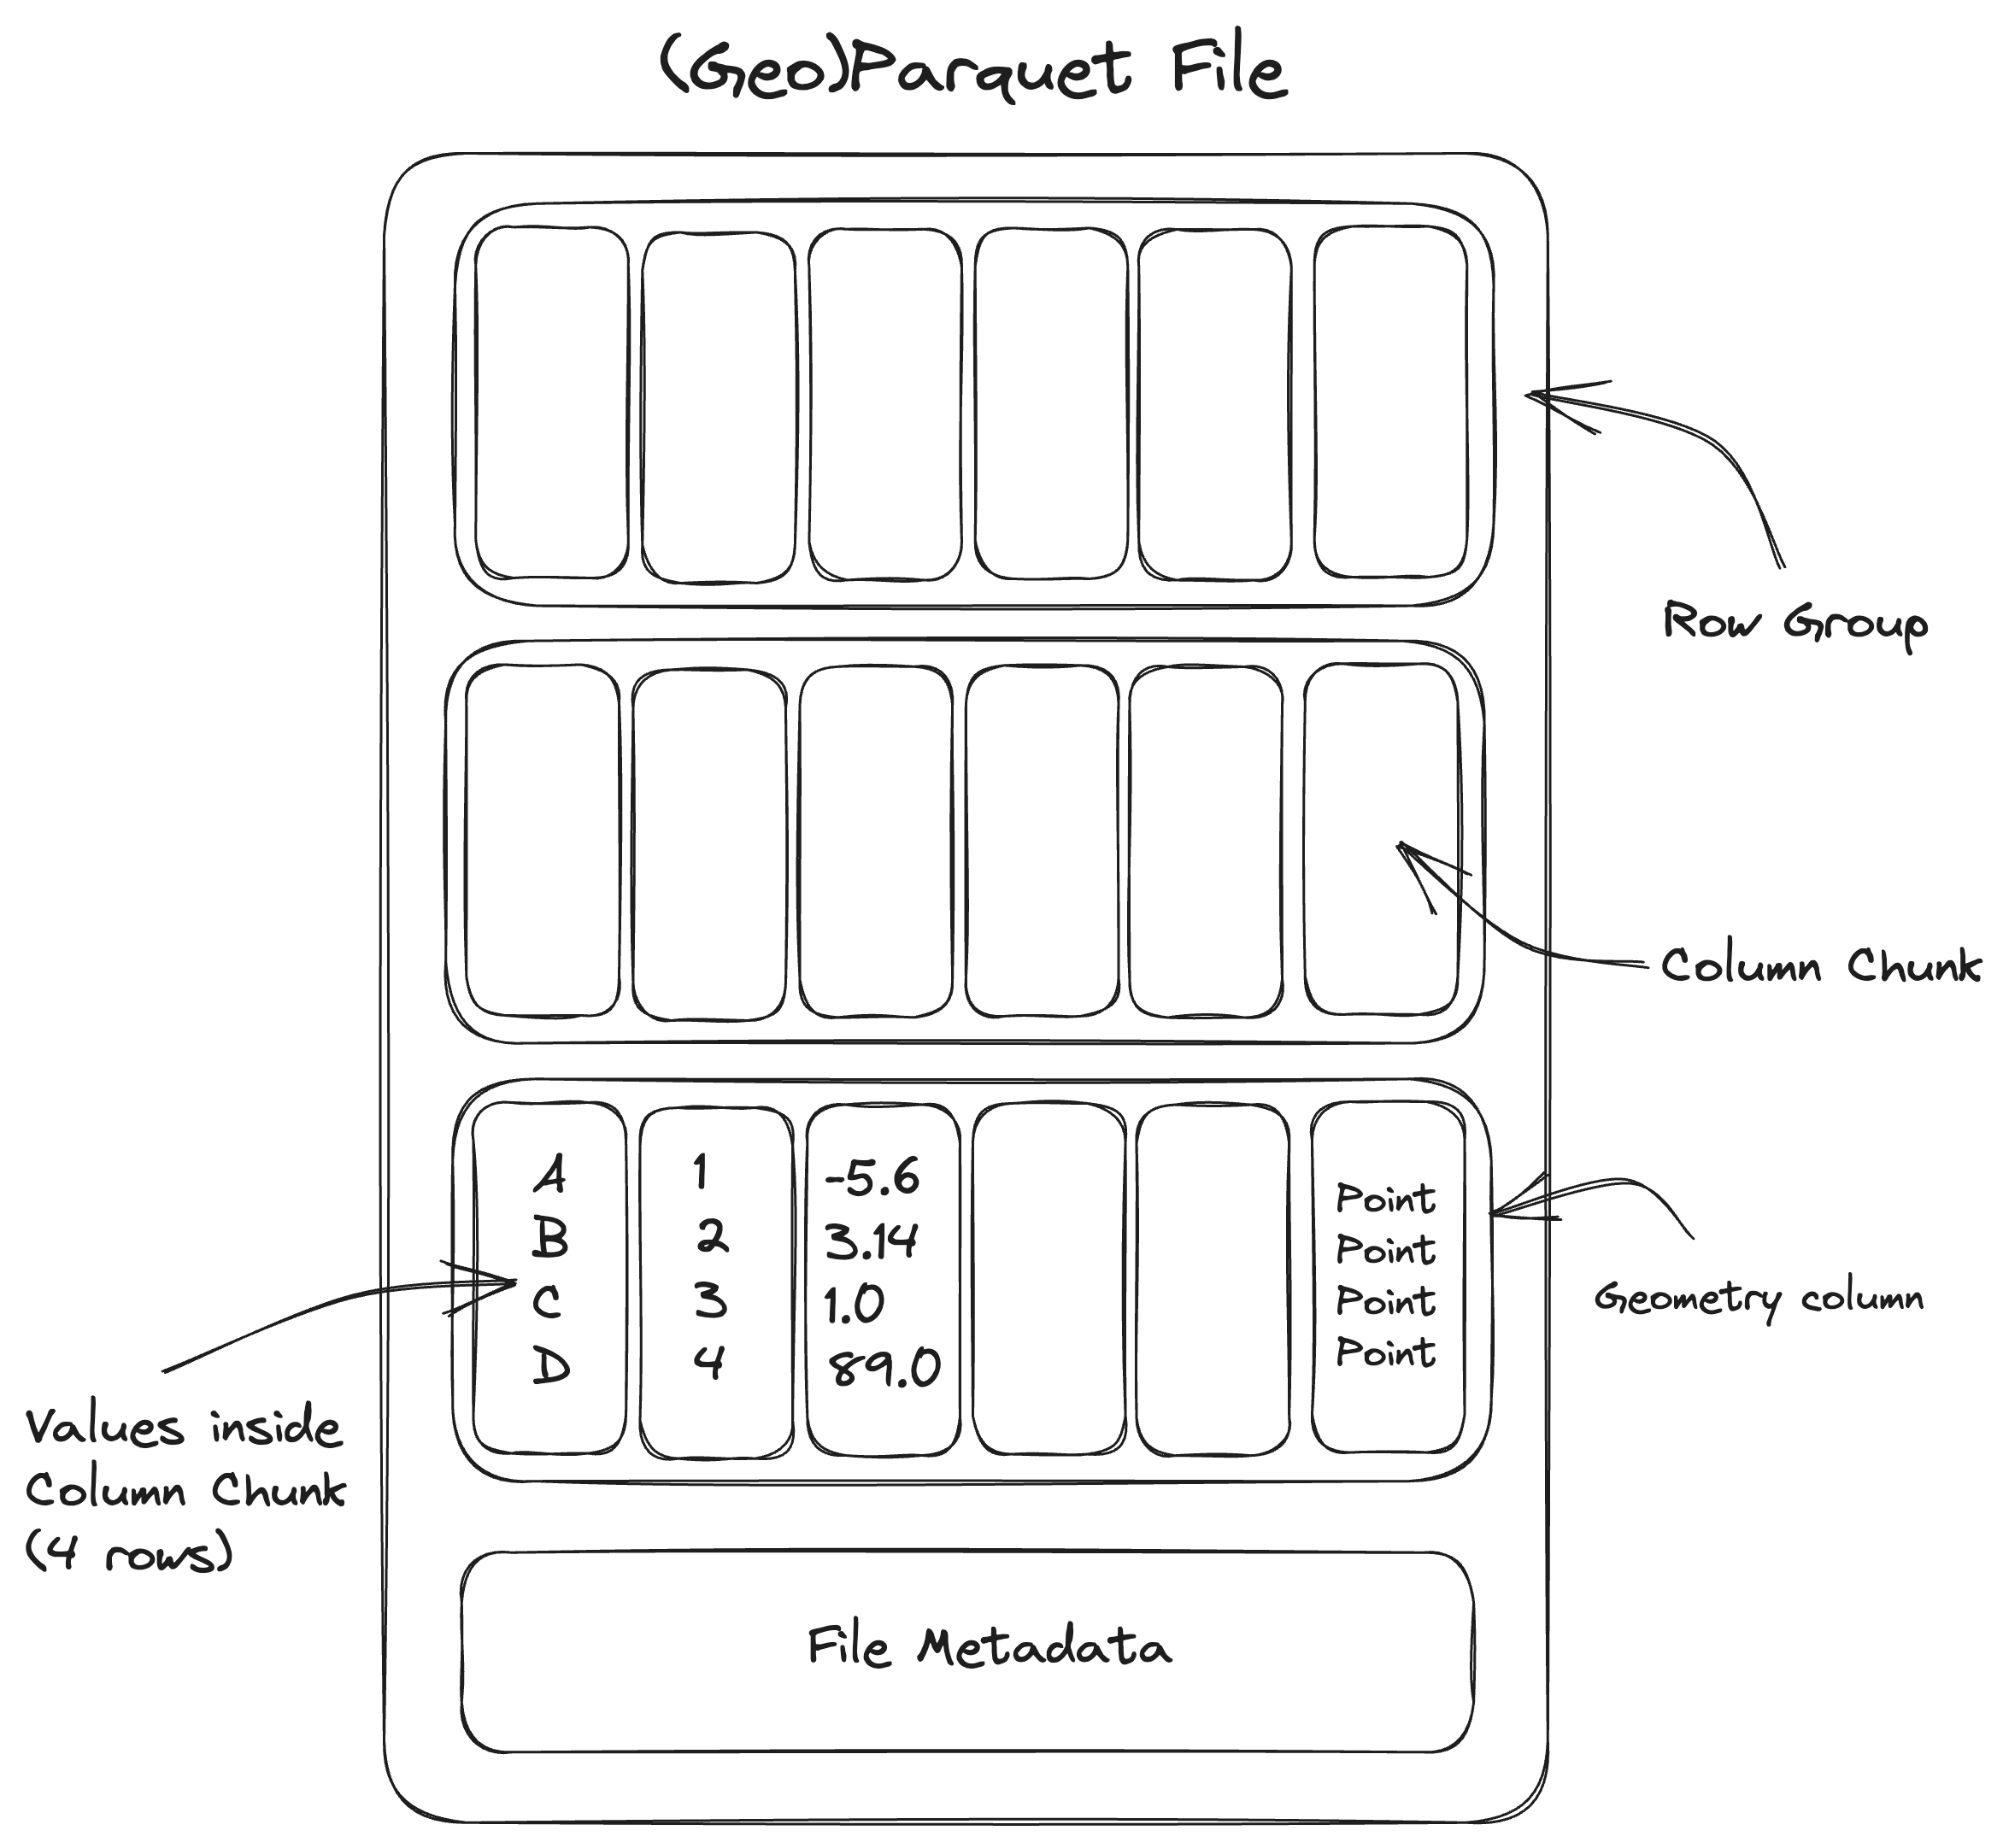 (Geo)Parquet File
Row Group
Column Chunk
A 1 -5.6 Point
B 2 3.14 Point
C 3 1.0 Point
D 4 89.0 Point
Geometry column
Values inside
Column Chunk
(4 rows)
File Metadata